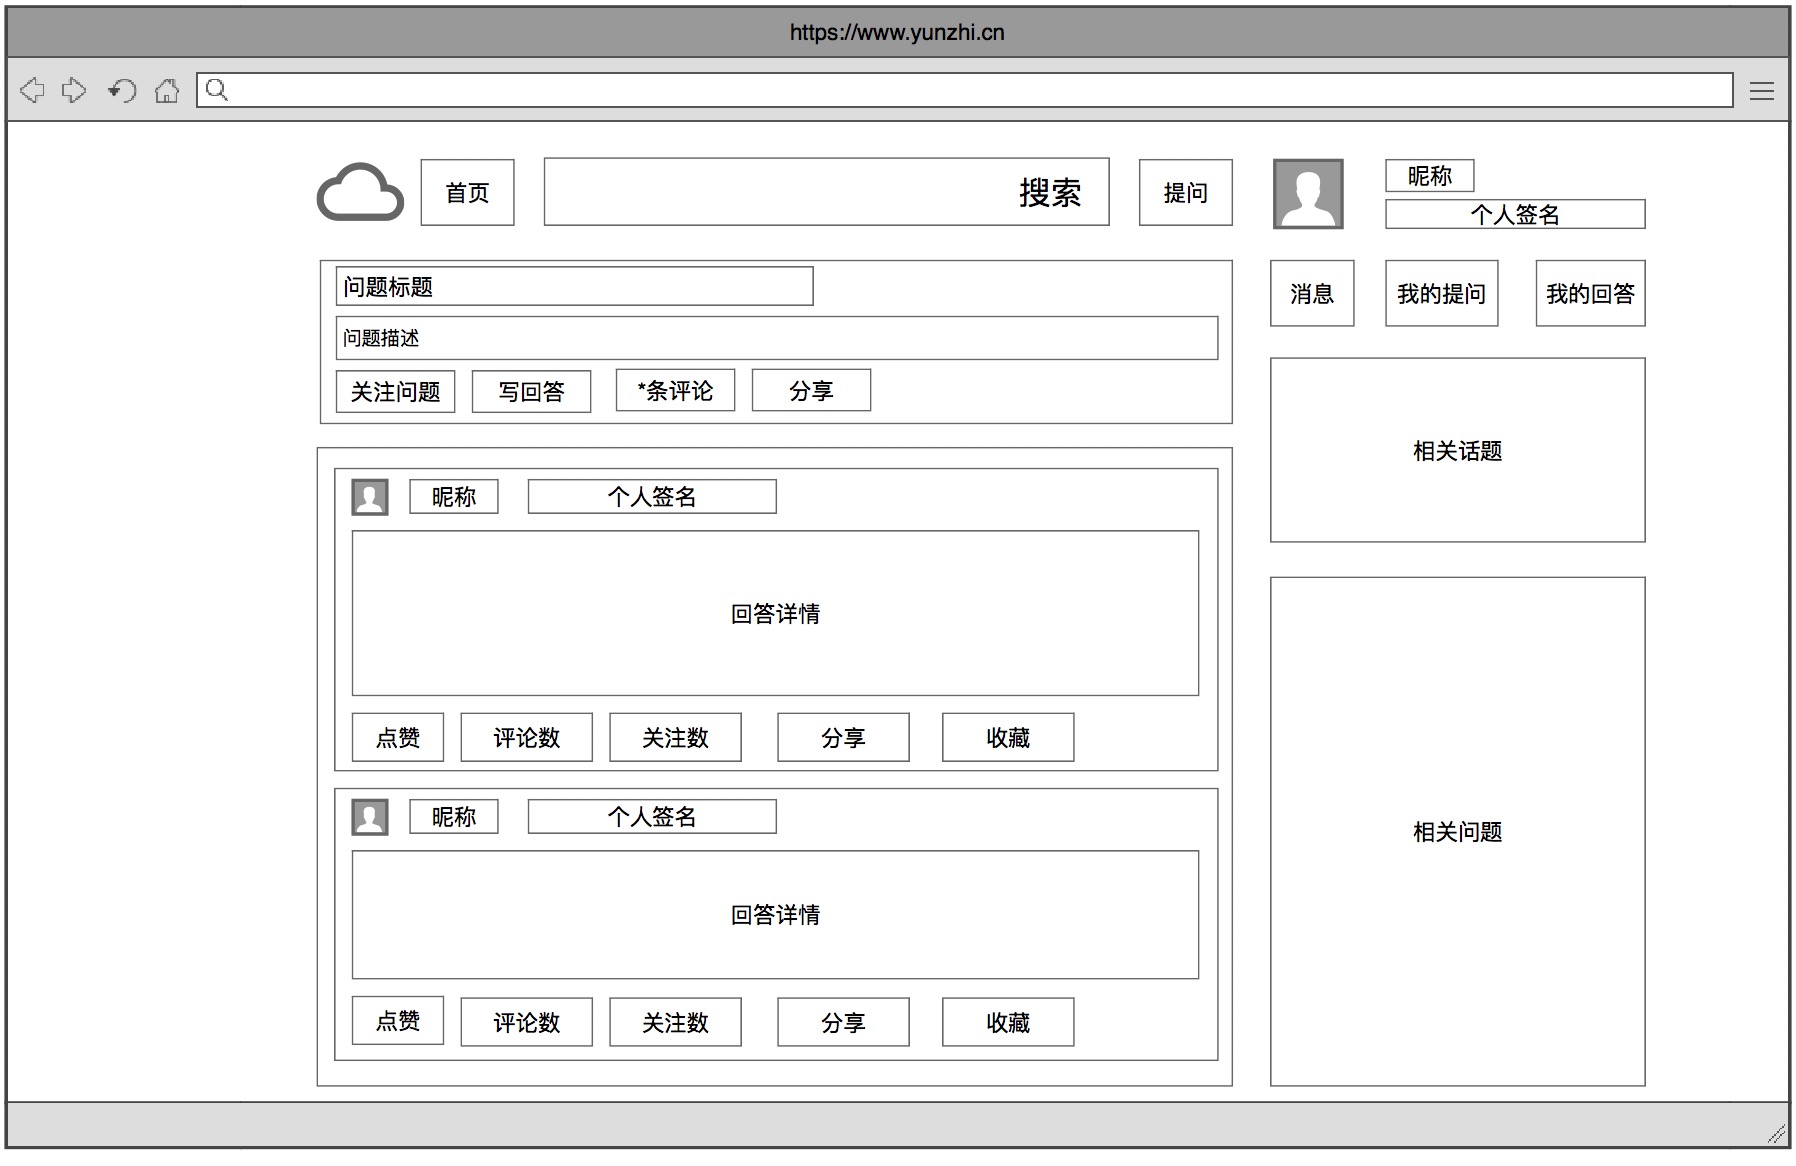 https://www.yunzhi.cn
首页
搜索
提问
昵称
个人签名
问题标题
问题描述
关注问题 写回答 *条评论 分享
消息 我的提问 我的回答
相关话题
昵称 个人签名
回答详情
点赞 评论数 关注数 分享 收藏
昵称 个人签名
回答详情
点赞 评论数 关注数 分享 收藏
相关问题